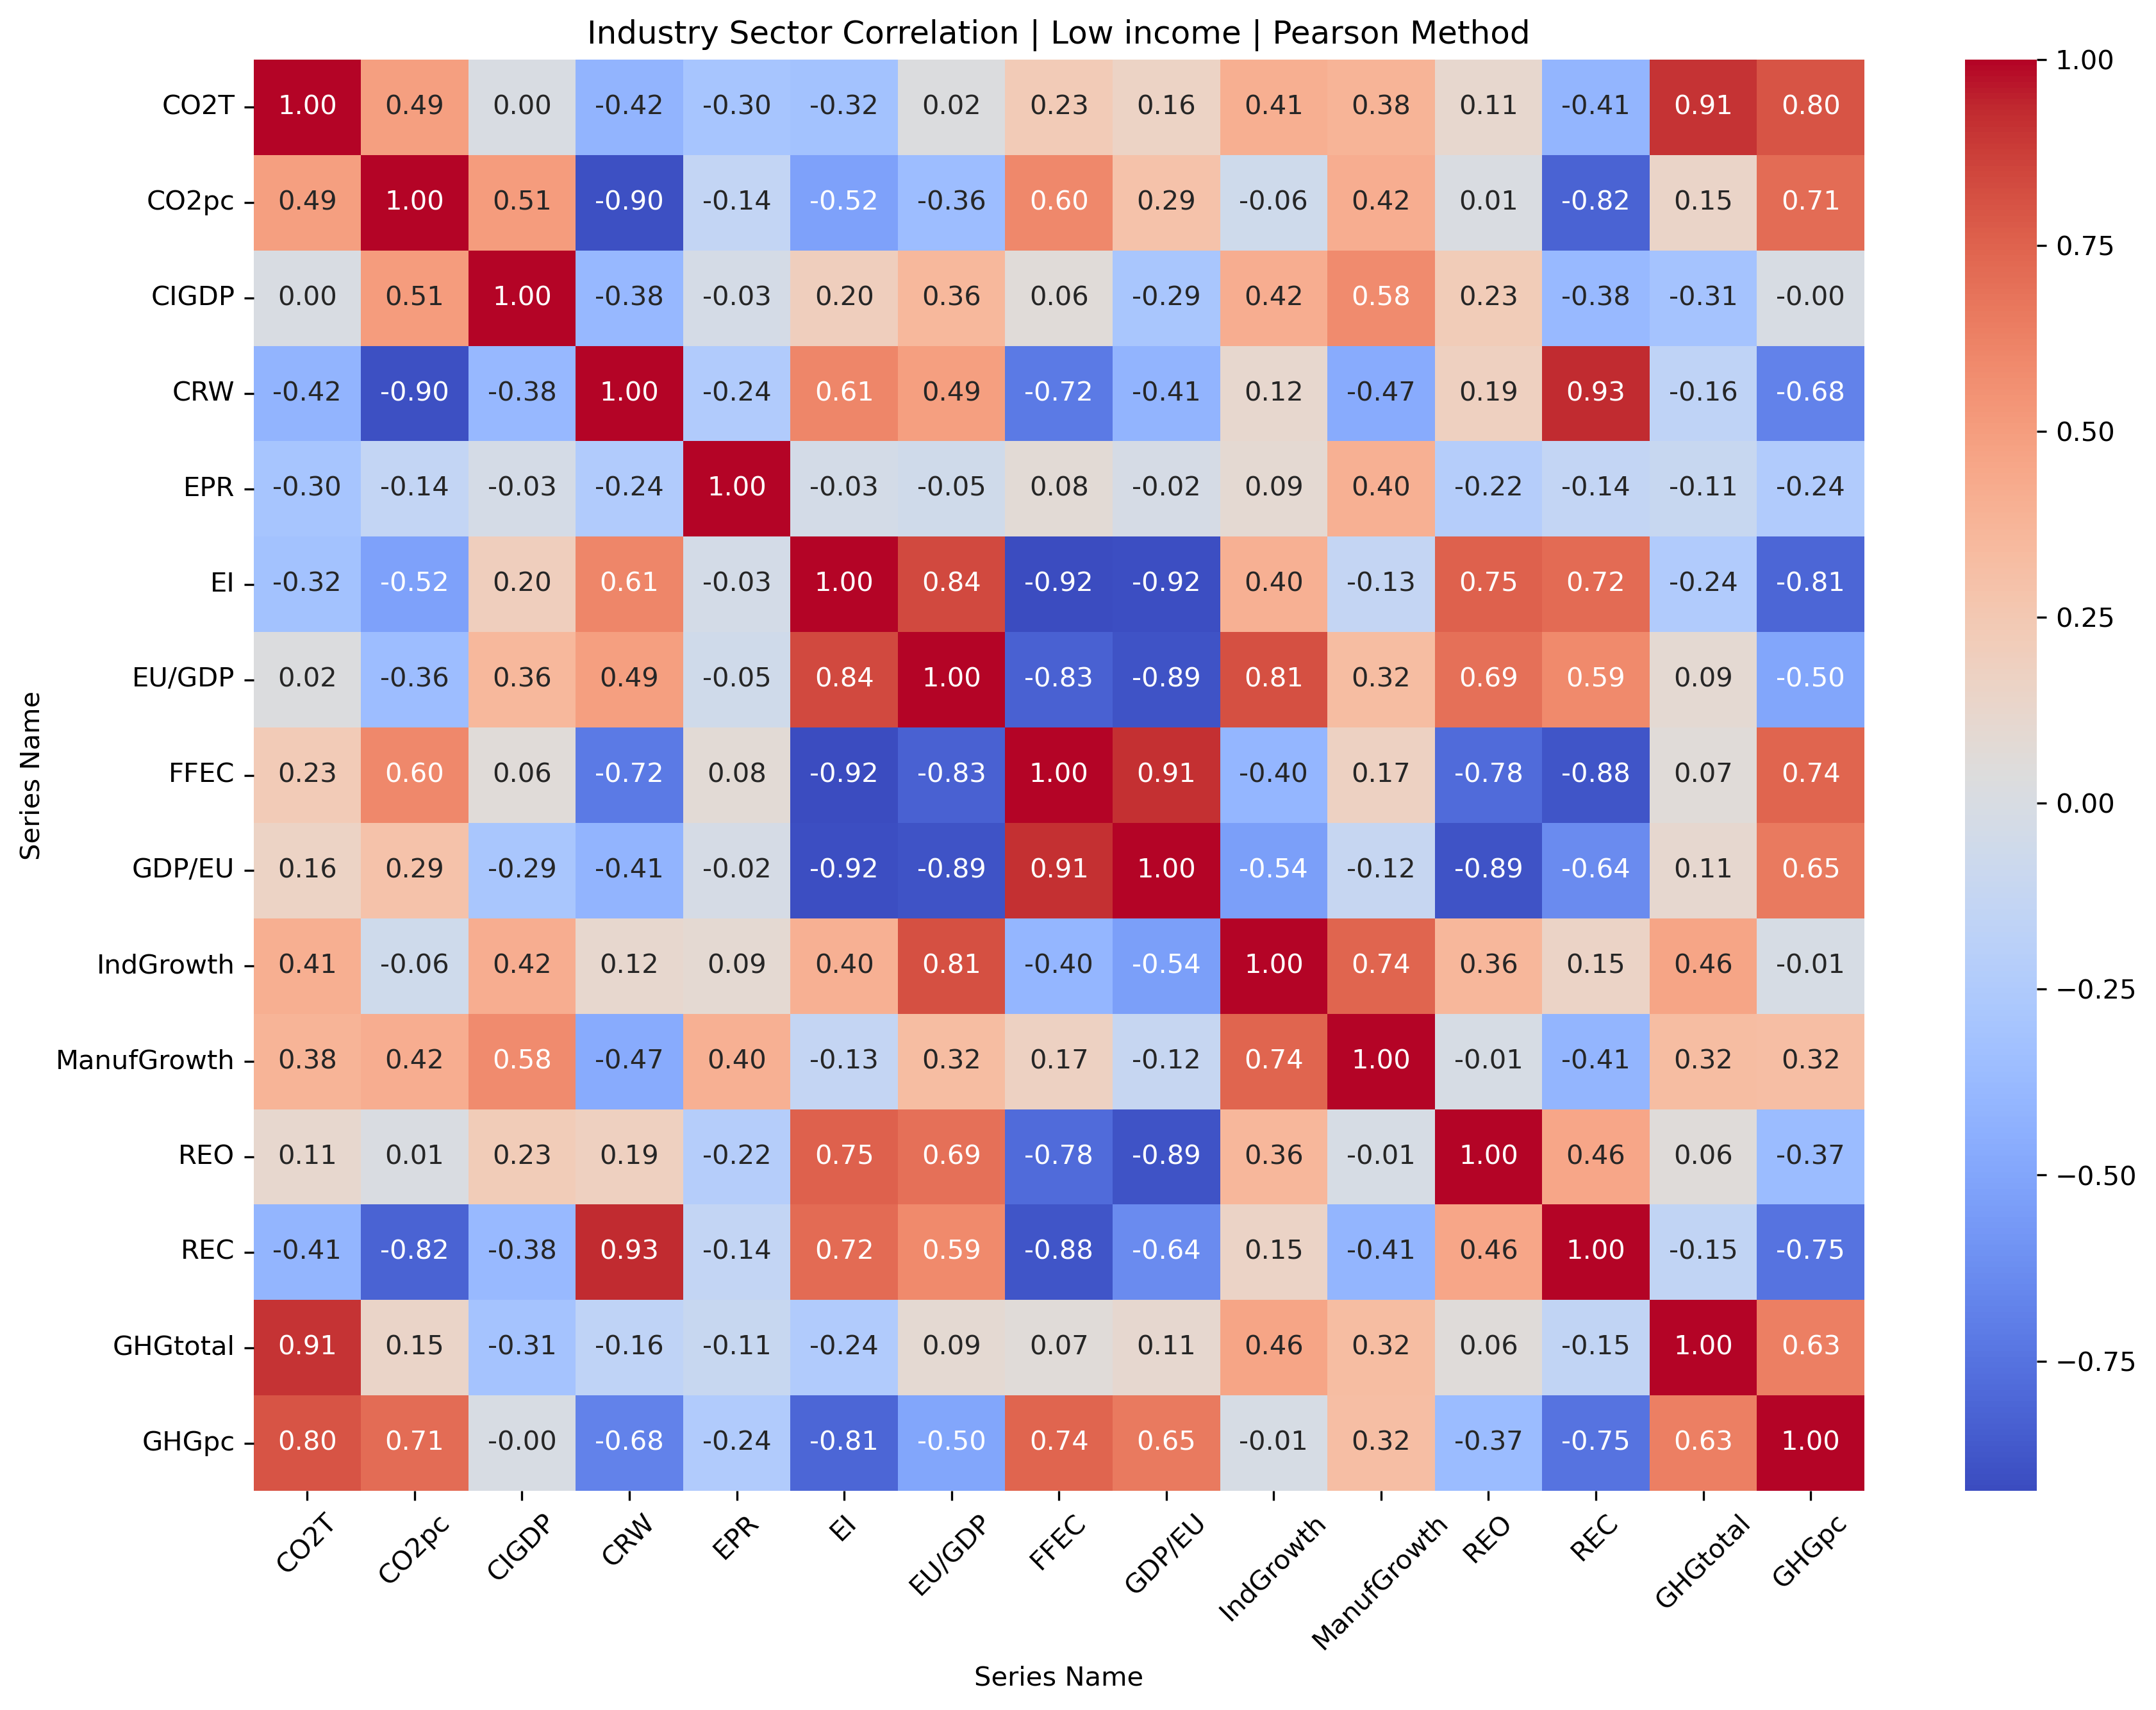 Industry Sector Correlation | Low income | Pearson Method
CO2T 1.00 0.49 0.00 -0.42 -0.30 -0.32 0.02 0.23 0.16 0.41 0.38 0.11 -0.41 0.91 0.80
CO2pc 0.49 1.00 0.51 -0.90 -0.14 -0.52 -0.36 0.60 0.29 -0.06 0.42 0.01 -0.82 0.15 0.71
CIGDP 0.00 0.51 1.00 -0.38 -0.03 0.20 0.36 0.06 -0.29 0.42 0.58 0.23 -0.38 -0.31 -0.00
CRW -0.42 -0.90 -0.38 1.00 -0.24 0.61 0.49 -0.72 -0.41 0.12 -0.47 0.19 0.93 -0.16 -0.68
EPR -0.30 -0.14 -0.03 -0.24 1.00 -0.03 -0.05 0.08 -0.02 0.09 0.40 -0.22 -0.14 -0.11 -0.24
EI -0.32 -0.52 0.20 0.61 -0.03 1.00 0.84 -0.92 -0.92 0.40 -0.13 0.75 0.72 -0.24 -0.81
EU/GDP 0.02 -0.36 0.36 0.49 -0.05 0.84 1.00 -0.83 -0.89 0.81 0.32 0.69 0.59 0.09 -0.50
FFEC 0.23 0.60 0.06 -0.72 0.08 -0.92 -0.83 1.00 0.91 -0.40 0.17 -0.78 -0.88 0.07 0.74
GDP/EU 0.16 0.29 -0.29 -0.41 -0.02 -0.92 -0.89 0.91 1.00 -0.54 -0.12 -0.89 -0.64 0.11 0.65
IndGrowth 0.41 -0.06 0.42 0.12 0.09 0.40 0.81 -0.40 -0.54 1.00 0.74 0.36 0.15 0.46 -0.01
ManufGrowth 0.38 0.42 0.58 -0.47 0.40 -0.13 0.32 0.17 -0.12 0.74 1.00 -0.01 -0.41 0.32 0.32
REO 0.11 0.01 0.23 0.19 -0.22 0.75 0.69 -0.78 -0.89 0.36 -0.01 1.00 0.46 0.06 -0.37
REC -0.41 -0.82 -0.38 0.93 -0.14 0.72 0.59 -0.88 -0.64 0.15 -0.41 0.46 1.00 -0.15 -0.75
GHGtotal 0.91 0.15 -0.31 -0.16 -0.11 -0.24 0.09 0.07 0.11 0.46 0.32 0.06 -0.15 1.00 0.63
GHGpc 0.80 0.71 -0.00 -0.68 -0.24 -0.81 -0.50 0.74 0.65 -0.01 0.32 -0.37 -0.75 0.63 1.00
CO2T CO2pc CIGDP CRW EPR EI EU/GDP FFEC GDP/EU IndGrowth ManufGrowth REO REC GHGtotal GHGpc
Series Name
Series Name
1.00
0.75
0.50
0.25
0.00
−0.25
−0.50
−0.75